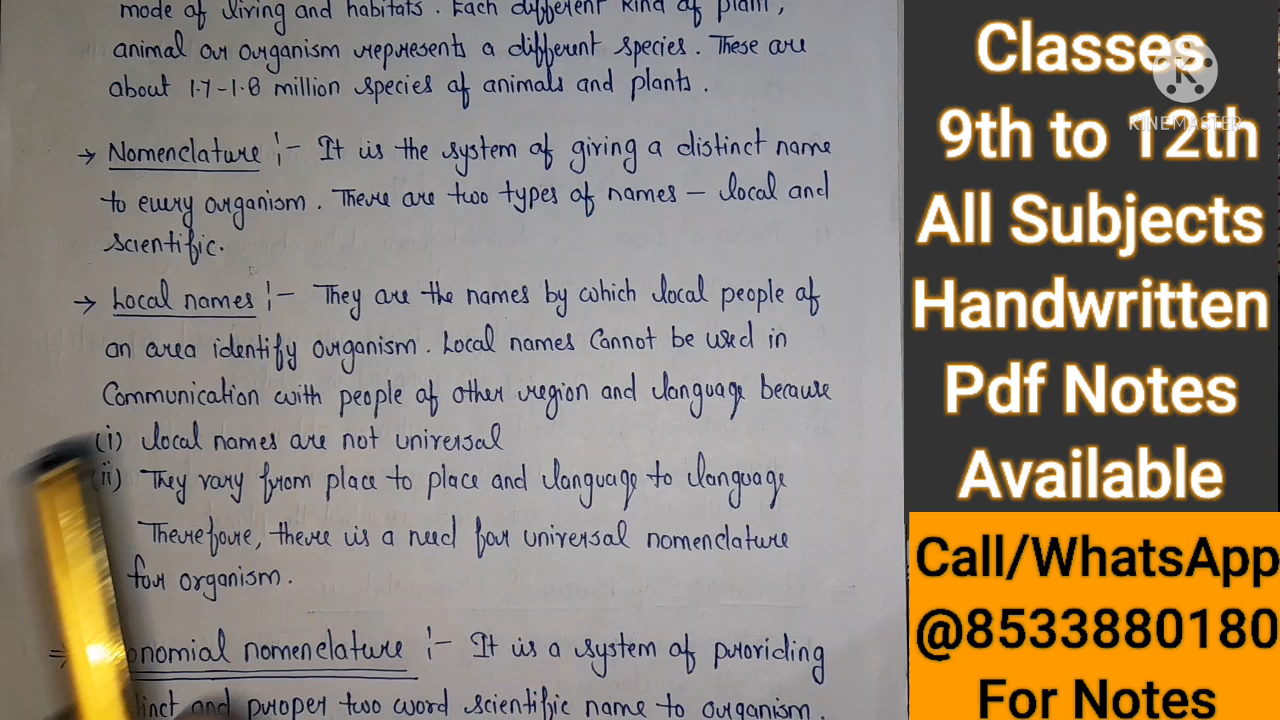 mode of living and habitats. Each different kind of plant,
animal or organism represents a different species. These are
about 1.7-1.8 million species of animals and plants.
→ Nomenclature :- It is the system of giving a distinct name
to every organism. There are two types of names - local and
scientific.
→ Local names :- They are the names by which local people of
an area identify organism. Local names cannot be used in
communication with people of other region and language because
(i) local names are not universal
(ii) They vary from place to place and language to language
Therefore, there is a need for universal nomenclature
for organism.
nomenclature :- It is a system of providing
and proper two word scientific name to organism.
Classes
9th to 12th
All Subjects
Handwritten
Pdf Notes
Available
Call/WhatsApp
@8533880180
For Notes
KINEMASTER